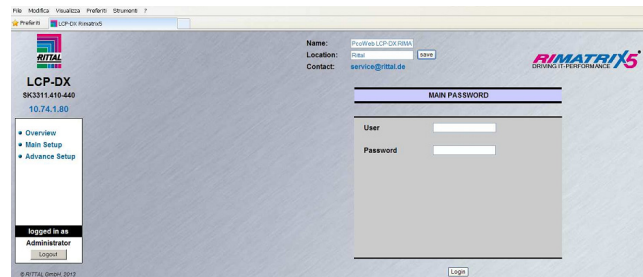 File Modifica Visualizza Preferiti Strumenti ?
Preferiti LCP-DX Rimatrix5
RITTAL
LCP-DX
SK3311.410-440
10.74.1.80
Overview
Main Setup
Advance Setup
logged in as
Administrator
Logout
© RITTAL GmbH, 2013
Name: PcoWeb LCP-DX RIMA
Location: Rittal save
Contact: service@rittal.de
RIMATRIX5
DRIVING IT-PERFORMANCE
MAIN PASSWORD
User
Password
Login